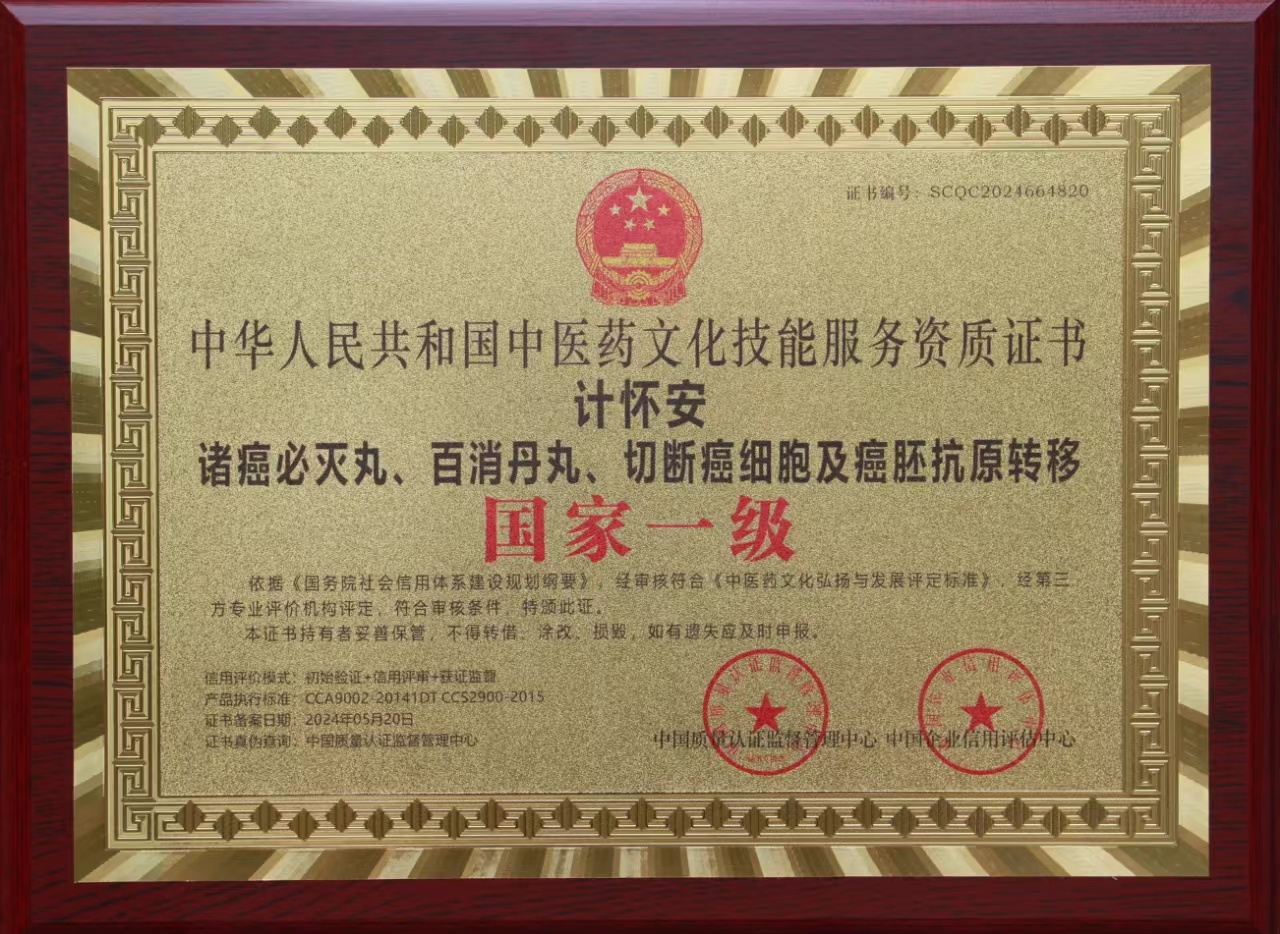 证书编号：SCQC2024664820
中华人民共和国中医药文化技能服务资质证书
计怀安
诸癌必灭丸、百消丹丸、切断癌细胞及癌胚抗原转移
国家一级
依据《国务院社会信用体系建设规划纲要》，经审核符合《中医药文化弘扬与发展评定标准》，经第三
方专业评价机构评定，符合审核条件，特颁此证。
本证书持有者妥善保管，不得转借、涂改、损毁，如有遗失应及时申报。
信用评价模式：初始验证+信用评审+获证监督
产品执行标准：CCA9002-20141DT CCS2900-2015
证书备案日期：2024年05月20日
证书真伪查询：中国质量认证监督管理中心
中国质量认证监督管理中心 中国企业信用评估中心